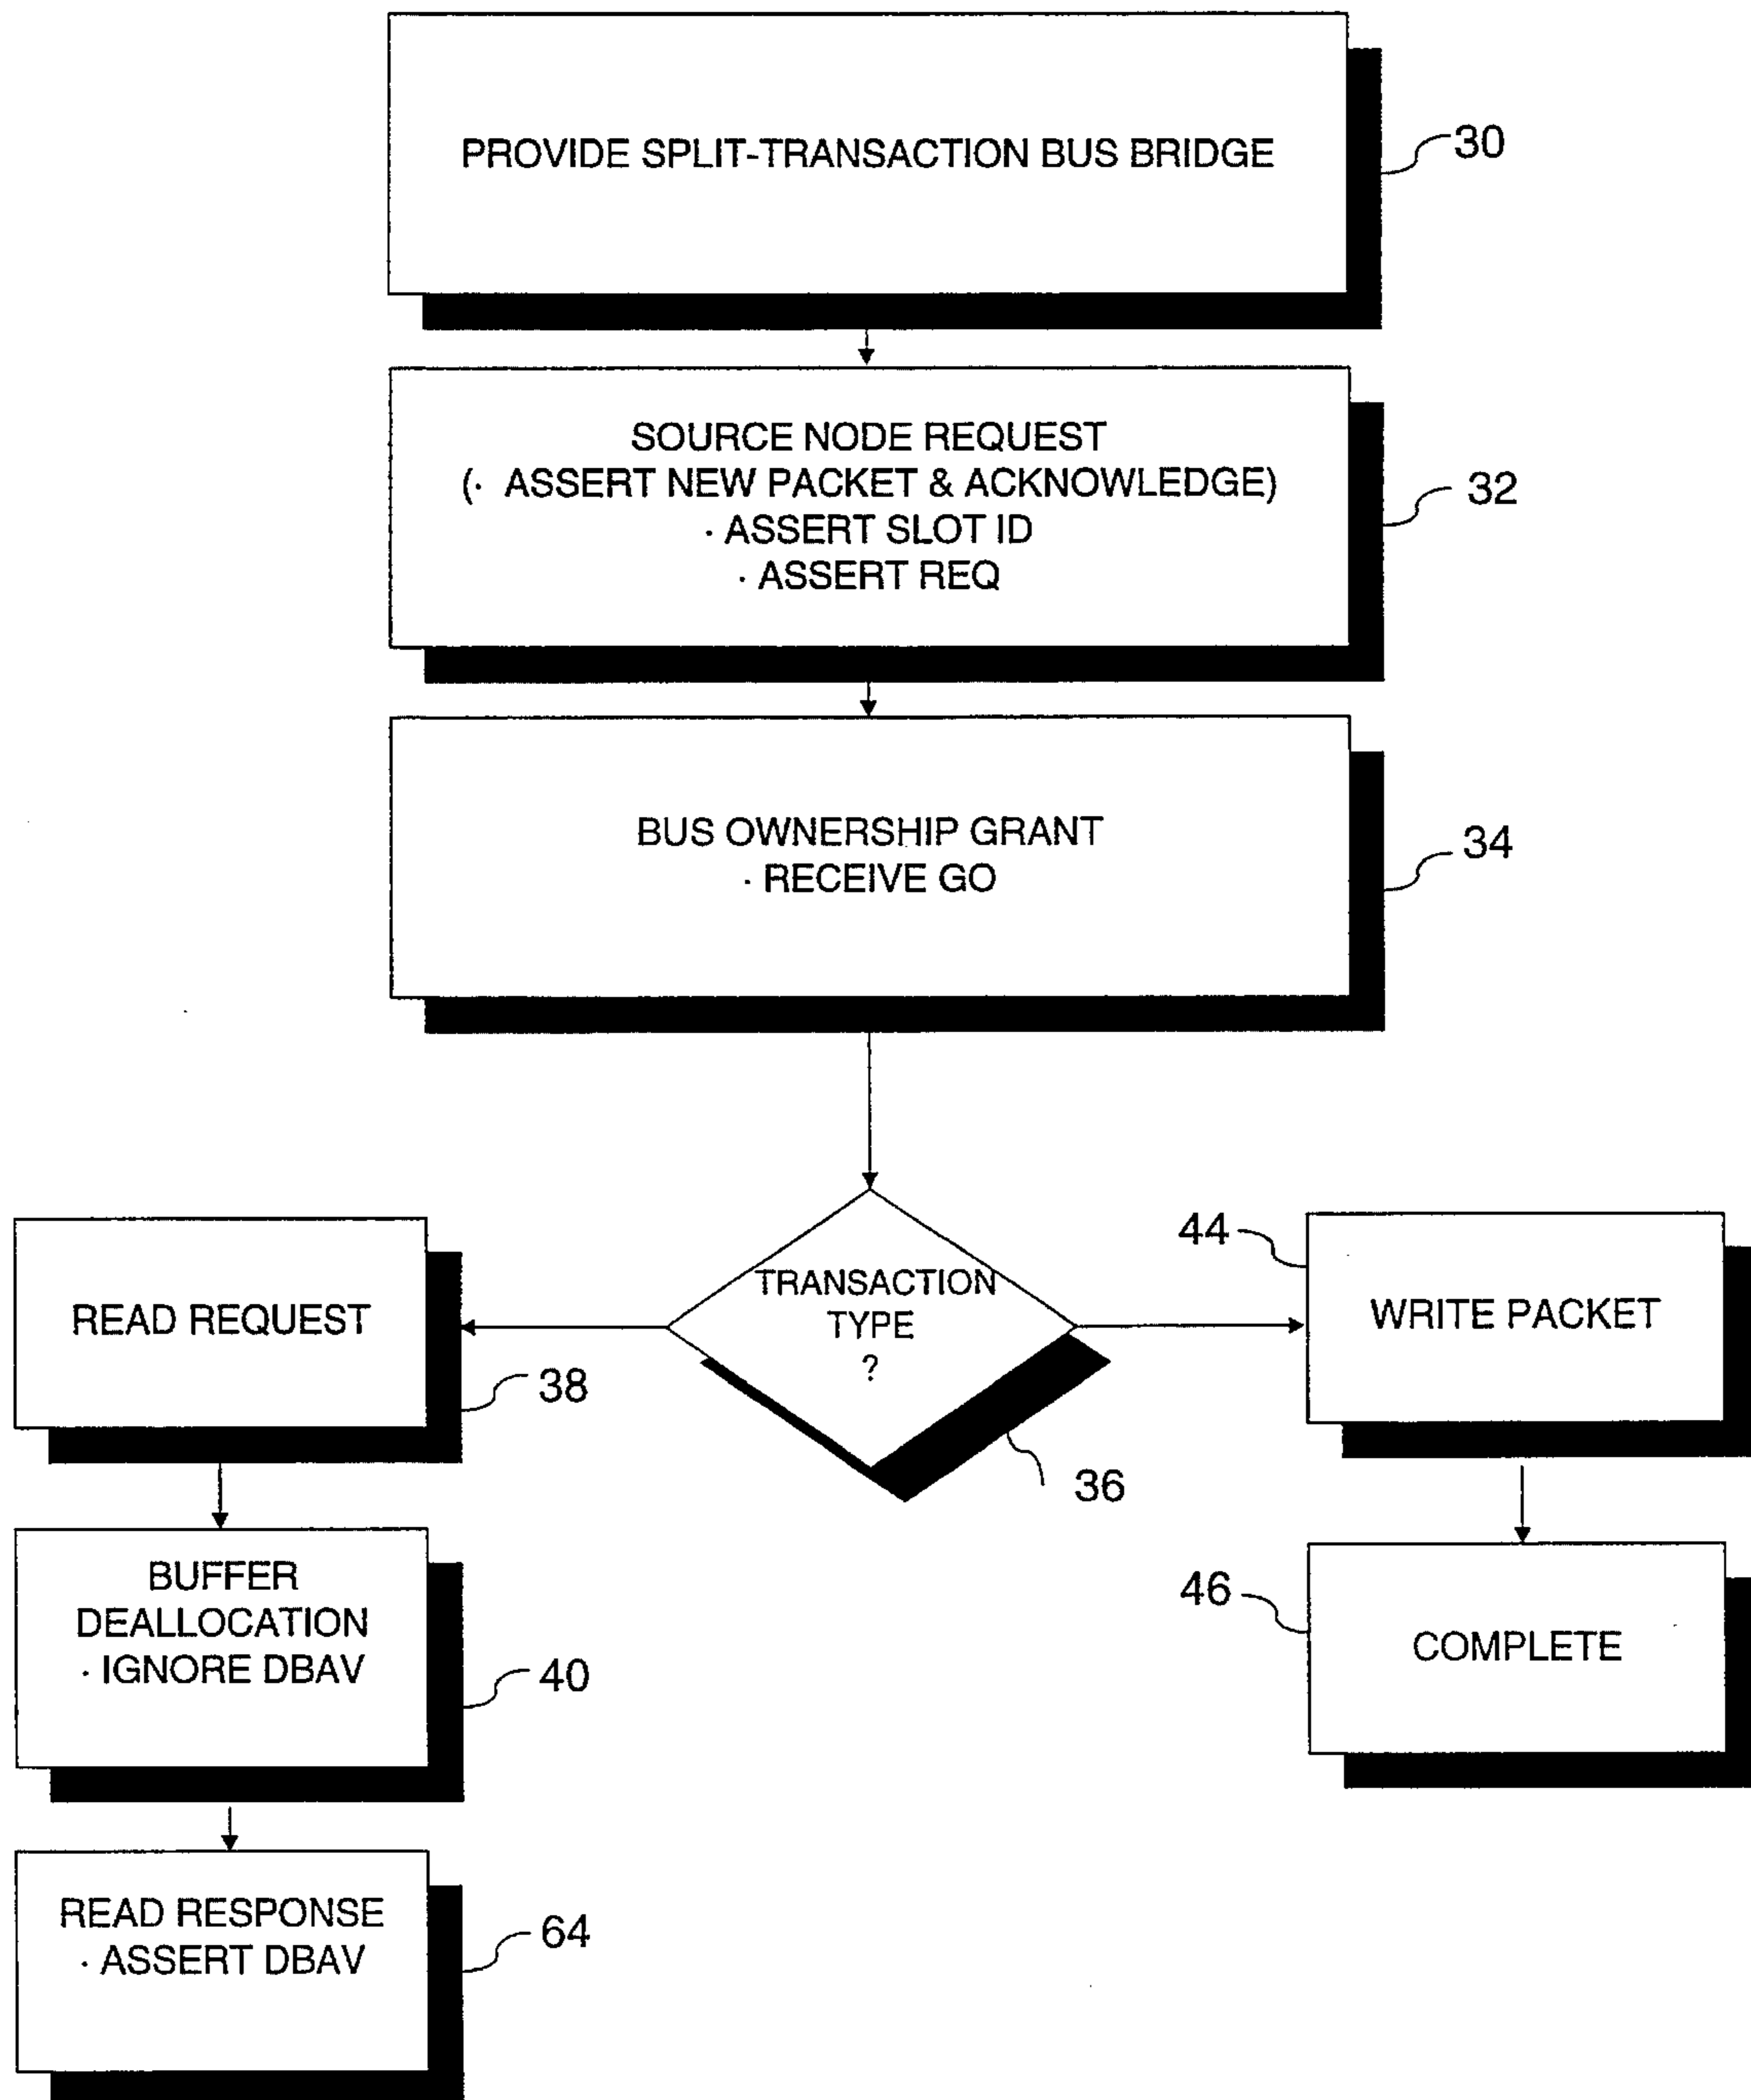 PROVIDE SPLIT-TRANSACTION BUS BRIDGE
30
SOURCE NODE REQUEST
(· ASSERT NEW PACKET & ACKNOWLEDGE)
· ASSERT SLOT ID
· ASSERT REQ
32
BUS OWNERSHIP GRANT
· RECEIVE GO
34
TRANSACTION
TYPE
?
36
READ REQUEST
38
BUFFER
DEALLOCATION
· IGNORE DBAV
40
READ RESPONSE
· ASSERT DBAV
64
44
WRITE PACKET
46
COMPLETE